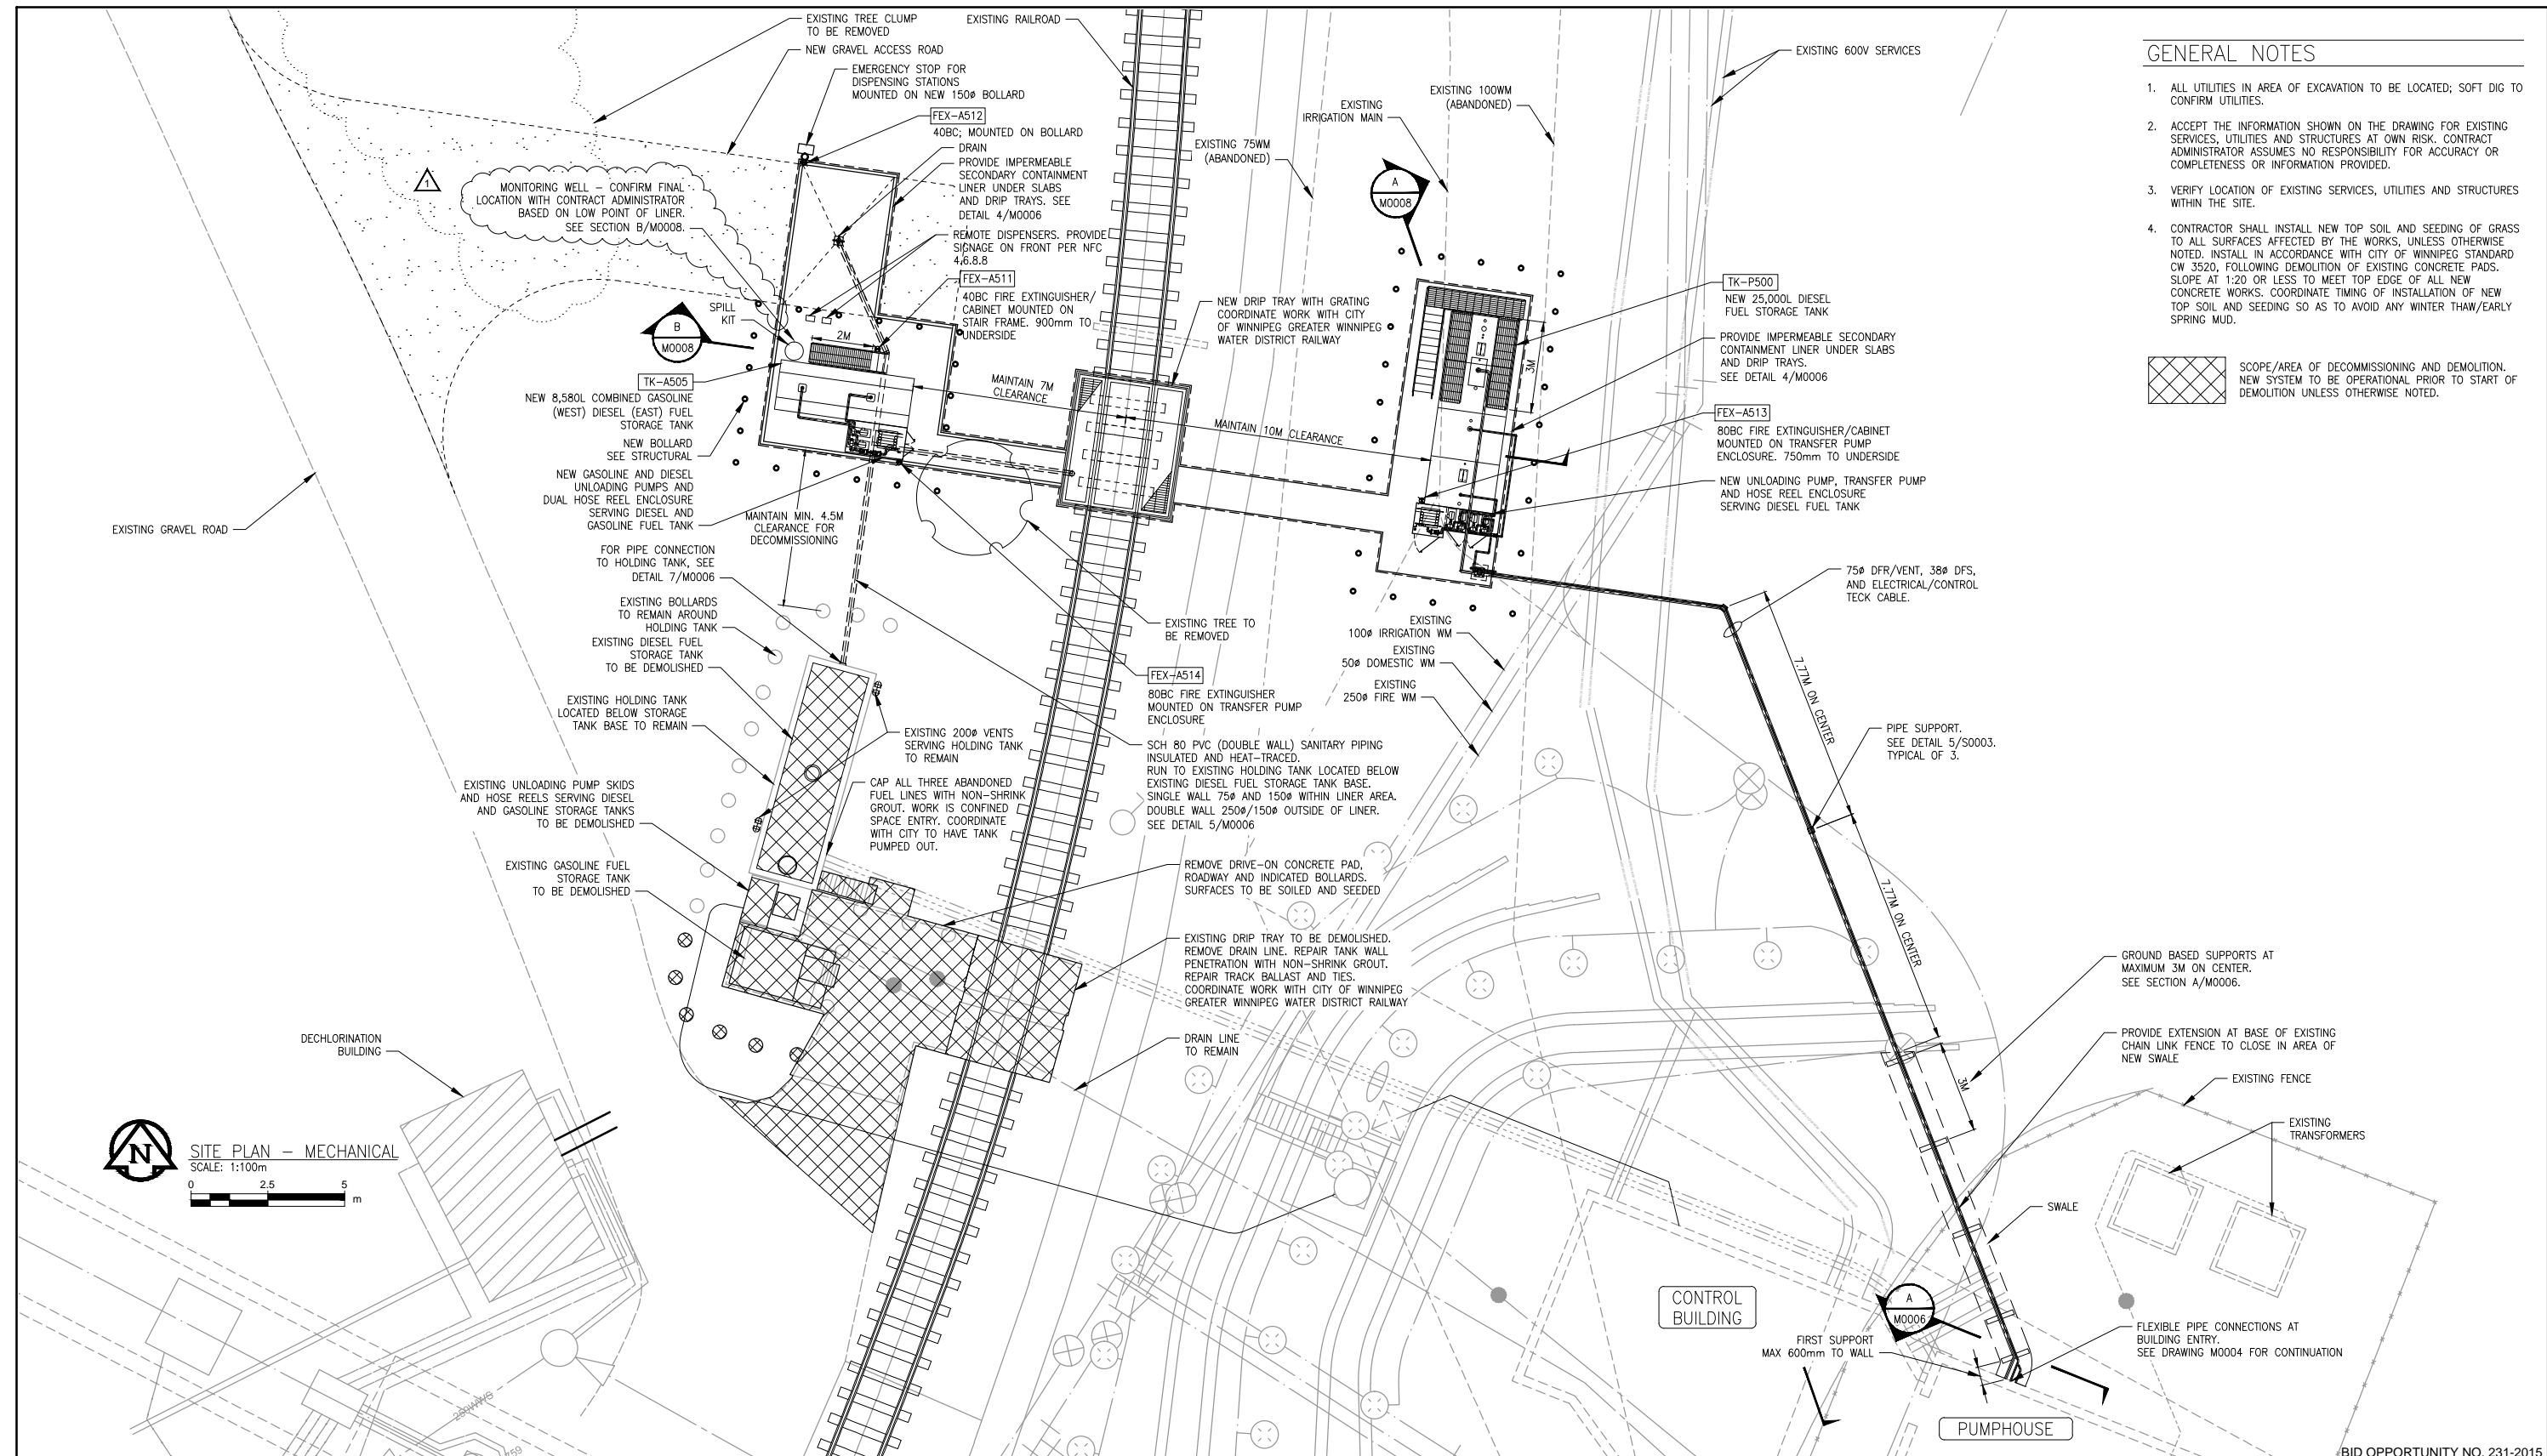 EXISTING TREE CLUMP
TO BE REMOVED
EXISTING RAILROAD
NEW GRAVEL ACCESS ROAD
EMERGENCY STOP FOR
DISPENSING STATIONS
MOUNTED ON NEW 150ø BOLLARD
FEX-A512
40BC; MOUNTED ON BOLLARD
DRAIN
PROVIDE IMPERMEABLE
SECONDARY CONTAINMENT
LINER UNDER SLABS
AND DRIP TRAYS. SEE
DETAIL 4/M0006
REMOTE DISPENSERS. PROVIDE
SIGNAGE ON FRONT PER NFC
4.6.8.8
FEX-A511
40BC FIRE EXTINGUISHER/
CABINET MOUNTED ON
STAIR FRAME. 900mm TO
UNDERSIDE
1
MONITORING WELL – CONFIRM FINAL
LOCATION WITH CONTRACT ADMINISTRATOR
BASED ON LOW POINT OF LINER.
SEE SECTION B/M0008.
SPILL
KIT
B
M0008
2M
TK-A505
NEW 8,580L COMBINED GASOLINE
(WEST) DIESEL (EAST) FUEL
STORAGE TANK
NEW BOLLARD
SEE STRUCTURAL
NEW GASOLINE AND DIESEL
UNLOADING PUMPS AND
DUAL HOSE REEL ENCLOSURE
SERVING DIESEL AND
GASOLINE FUEL TANK
MAINTAIN MIN. 4.5M
CLEARANCE FOR
DECOMMISSIONING
EXISTING GRAVEL ROAD
FOR PIPE CONNECTION
TO HOLDING TANK, SEE
DETAIL 7/M0006
EXISTING BOLLARDS
TO REMAIN AROUND
HOLDING TANK
EXISTING DIESEL FUEL
STORAGE TANK
TO BE DEMOLISHED
EXISTING HOLDING TANK
LOCATED BELOW STORAGE
TANK BASE TO REMAIN
EXISTING UNLOADING PUMP SKIDS
AND HOSE REELS SERVING DIESEL
AND GASOLINE STORAGE TANKS
TO BE DEMOLISHED
EXISTING GASOLINE FUEL
STORAGE TANK
TO BE DEMOLISHED
EXISTING 200ø VENTS
SERVING HOLDING TANK
TO REMAIN
CAP ALL THREE ABANDONED
FUEL LINES WITH NON-SHRINK
GROUT. WORK IS CONFINED
SPACE ENTRY. COORDINATE
WITH CITY TO HAVE TANK
PUMPED OUT.
MAINTAIN 7M
CLEARANCE
MAINTAIN 10M CLEARANCE
NEW DRIP TRAY WITH GRATING
COORDINATE WORK WITH CITY
OF WINNIPEG GREATER WINNIPEG
WATER DISTRICT RAILWAY
EXISTING 75WM
(ABANDONED)
EXISTING
IRRIGATION MAIN
EXISTING 100WM
(ABANDONED)
EXISTING 600V SERVICES
A
M0008
3M
TK-P500
NEW 25,000L DIESEL
FUEL STORAGE TANK
PROVIDE IMPERMEABLE SECONDARY
CONTAINMENT LINER UNDER SLABS
AND DRIP TRAYS.
SEE DETAIL 4/M0006
FEX-A513
80BC FIRE EXTINGUISHER/CABINET
MOUNTED ON TRANSFER PUMP
ENCLOSURE. 750mm TO UNDERSIDE
NEW UNLOADING PUMP, TRANSFER PUMP
AND HOSE REEL ENCLOSURE
SERVING DIESEL FUEL TANK
75ø DFR/VENT, 38ø DFS,
AND ELECTRICAL/CONTROL
TECK CABLE.
EXISTING TREE TO
BE REMOVED
EXISTING
100ø IRRIGATION WM
EXISTING
50ø DOMESTIC WM
EXISTING
250ø FIRE WM
FEX-A514
80BC FIRE EXTINGUISHER
MOUNTED ON TRANSFER PUMP
ENCLOSURE
SCH 80 PVC (DOUBLE WALL) SANITARY PIPING
INSULATED AND HEAT-TRACED.
RUN TO EXISTING HOLDING TANK LOCATED BELOW
EXISTING DIESEL FUEL STORAGE TANK BASE.
SINGLE WALL 75ø AND 150ø WITHIN LINER AREA.
DOUBLE WALL 250ø/150ø OUTSIDE OF LINER.
SEE DETAIL 5/M0006
REMOVE DRIVE-ON CONCRETE PAD,
ROADWAY AND INDICATED BOLLARDS.
SURFACES TO BE SOILED AND SEEDED
EXISTING DRIP TRAY TO BE DEMOLISHED.
REMOVE DRAIN LINE. REPAIR TANK WALL
PENETRATION WITH NON-SHRINK GROUT.
REPAIR TRACK BALLAST AND TIES.
COORDINATE WORK WITH CITY OF WINNIPEG
GREATER WINNIPEG WATER DISTRICT RAILWAY
DRAIN LINE
TO REMAIN
7.77M ON CENTER
PIPE SUPPORT.
SEE DETAIL 5/S0003.
TYPICAL OF 3.
7.77M ON CENTER
3M
GROUND BASED SUPPORTS AT
MAXIMUM 3M ON CENTER.
SEE SECTION A/M0006.
PROVIDE EXTENSION AT BASE OF EXISTING
CHAIN LINK FENCE TO CLOSE IN AREA OF
NEW SWALE
EXISTING FENCE
EXISTING
TRANSFORMERS
SWALE
FLEXIBLE PIPE CONNECTIONS AT
BUILDING ENTRY.
SEE DRAWING M0004 FOR CONTINUATION
A
M0006
FIRST SUPPORT
MAX 600mm TO WALL
CONTROL
BUILDING
PUMPHOUSE
DECHLORINATION
BUILDING
N
SITE PLAN – MECHANICAL
SCALE: 1:100m
0 2.5 5
m
250WWS
759
GENERAL NOTES
1. ALL UTILITIES IN AREA OF EXCAVATION TO BE LOCATED; SOFT DIG TO
CONFIRM UTILITIES.
2. ACCEPT THE INFORMATION SHOWN ON THE DRAWING FOR EXISTING
SERVICES, UTILITIES AND STRUCTURES AT OWN RISK. CONTRACT
ADMINISTRATOR ASSUMES NO RESPONSIBILITY FOR ACCURACY OR
COMPLETENESS OR INFORMATION PROVIDED.
3. VERIFY LOCATION OF EXISTING SERVICES, UTILITIES AND STRUCTURES
WITHIN THE SITE.
4. CONTRACTOR SHALL INSTALL NEW TOP SOIL AND SEEDING OF GRASS
TO ALL SURFACES AFFECTED BY THE WORKS, UNLESS OTHERWISE
NOTED. INSTALL IN ACCORDANCE WITH CITY OF WINNIPEG STANDARD
CW 3520, FOLLOWING DEMOLITION OF EXISTING CONCRETE PADS.
SLOPE AT 1:20 OR LESS TO MEET TOP EDGE OF ALL NEW
CONCRETE WORKS. COORDINATE TIMING OF INSTALLATION OF NEW
TOP SOIL AND SEEDING SO AS TO AVOID ANY WINTER THAW/EARLY
SPRING MUD.
SCOPE/AREA OF DECOMMISSIONING AND DEMOLITION.
NEW SYSTEM TO BE OPERATIONAL PRIOR TO START OF
DEMOLITION UNLESS OTHERWISE NOTED.
BID OPPORTUNITY NO. 231-2015